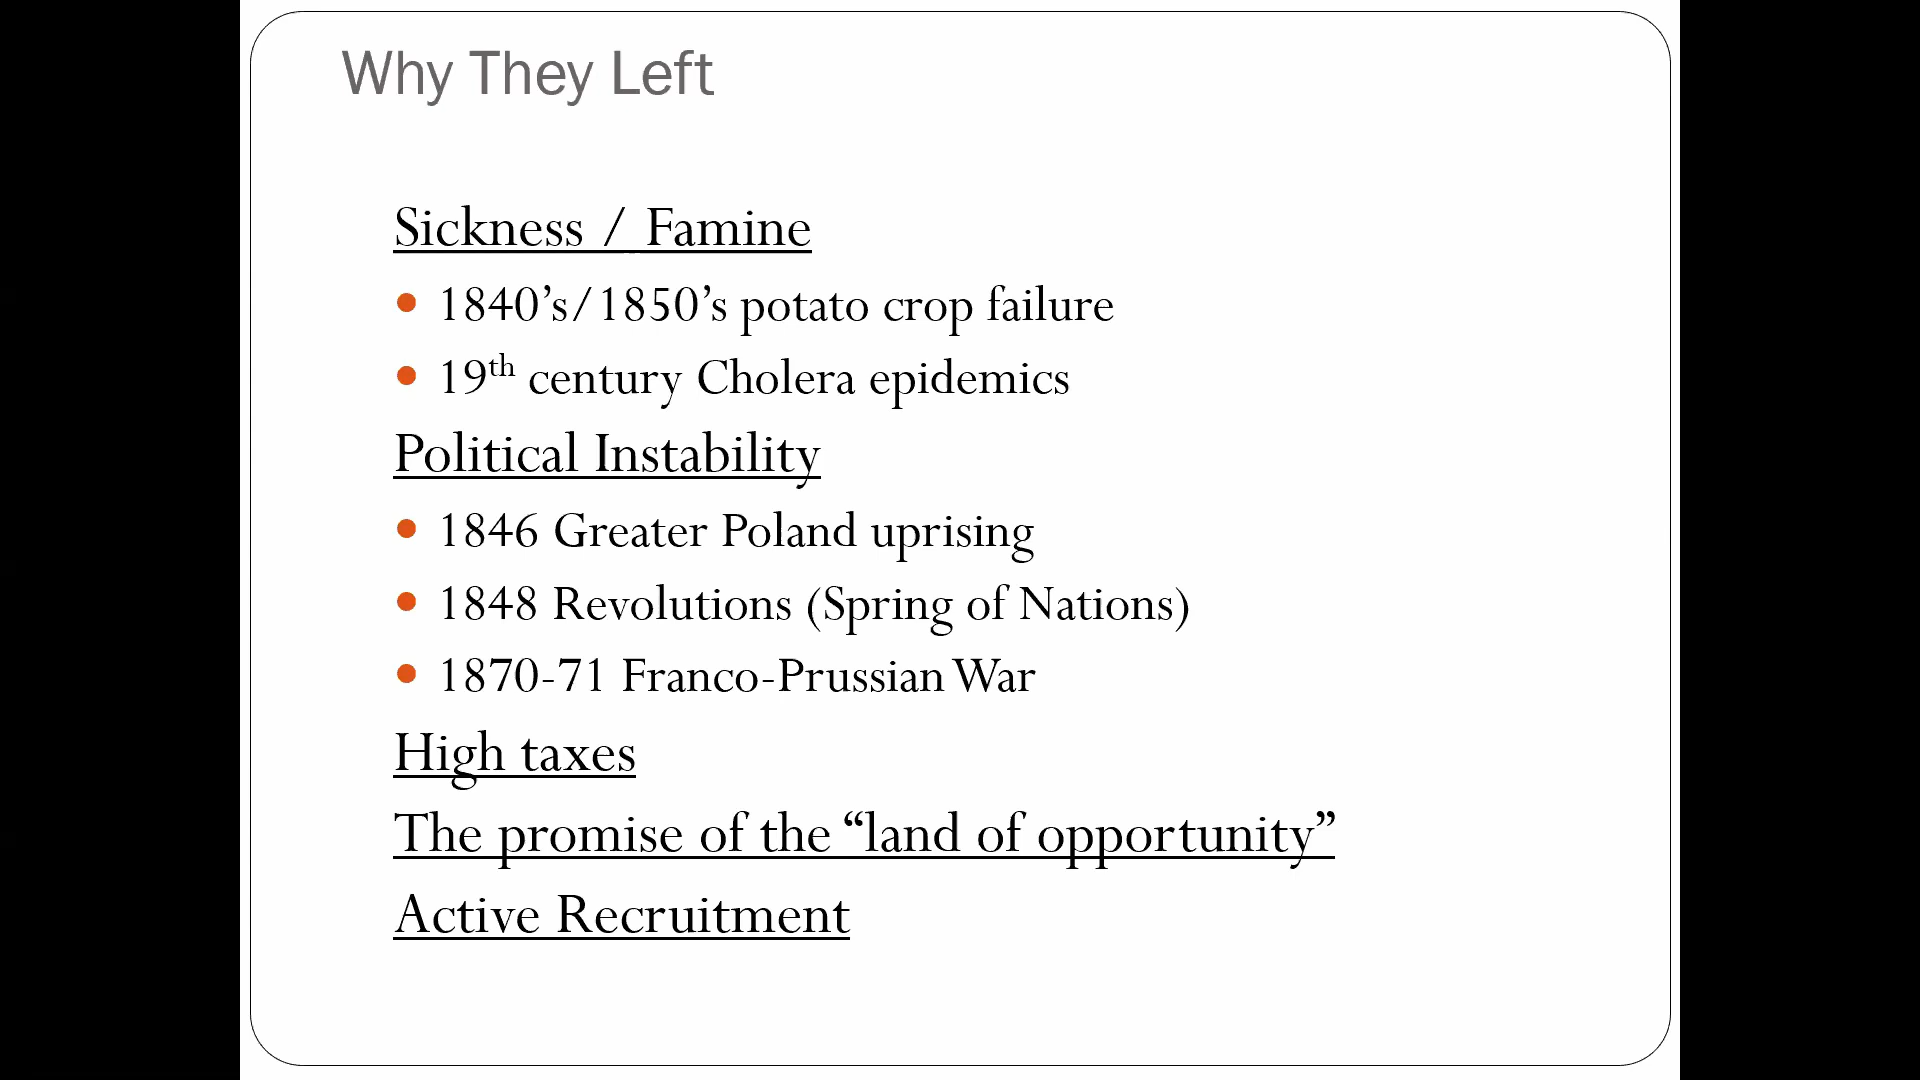 Why They Left
Sickness / Famine
• 1840’s/1850’s potato crop failure
• 19th century Cholera epidemics
Political Instability
• 1846 Greater Poland uprising
• 1848 Revolutions (Spring of Nations)
• 1870-71 Franco-Prussian War
High taxes
The promise of the “land of opportunity”
Active Recruitment